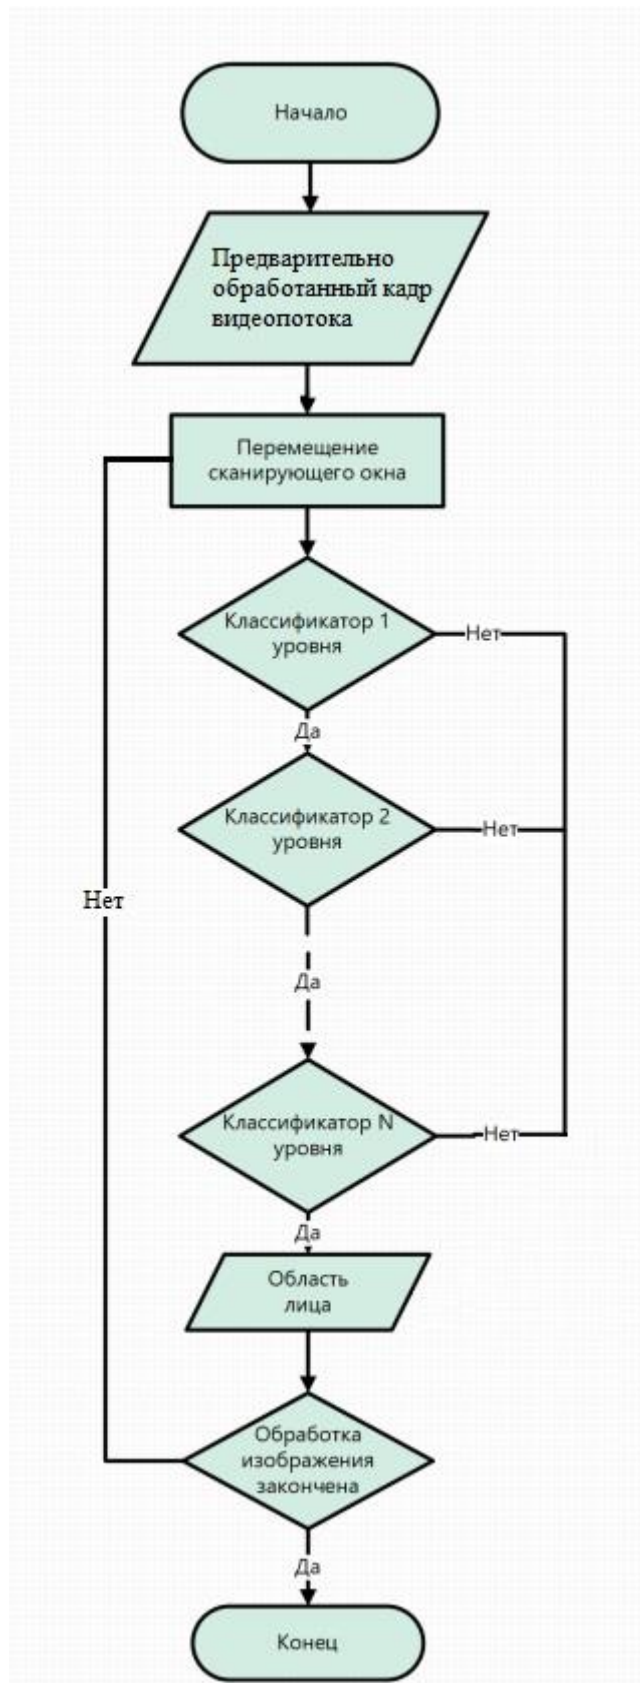 Начало
Предварительно
обработанный кадр
видеопотока
Перемещение
сканирующего окна
Классификатор 1
уровня
Нет
Да
Классификатор 2
уровня
Нет
Нет
Да
Классификатор N
уровня
Нет
Да
Область
лица
Обработка
изображения
закончена
Да
Конец